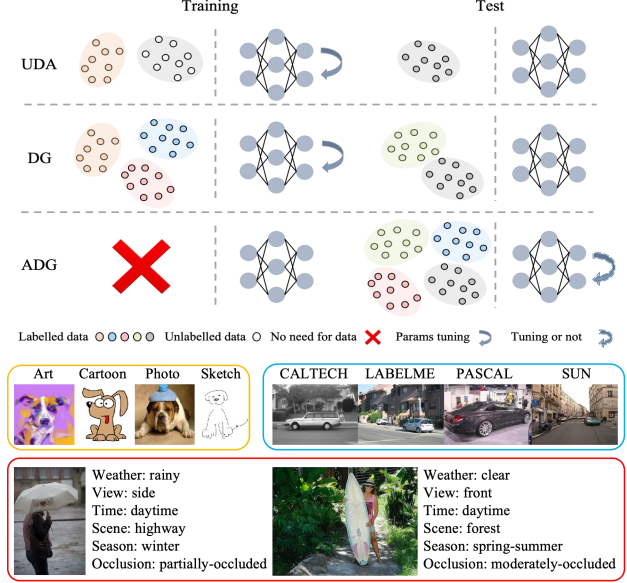 Training Test
UDA
DG
ADG
Labelled data Unlabelled data No need for data Params tuning Tuning or not
Art Cartoon Photo Sketch
CALTECH LABELME PASCAL SUN
Weather: rainy
View: side
Time: daytime
Scene: highway
Season: winter
Occlusion: partially-occluded
Weather: clear
View: front
Time: daytime
Scene: forest
Season: spring-summer
Occlusion: moderately-occluded